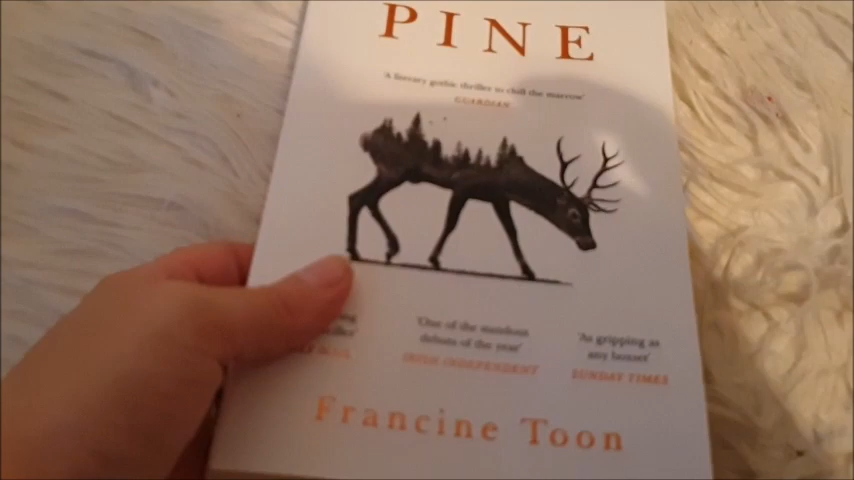 PINE
'A literary gothic thriller to chill the marrow'
GUARDIAN
'One of the standout
debuts of the year'
IRISH INDEPENDENT
'As gripping as
any banner'
SUNDAY TIMES
Francine Toon